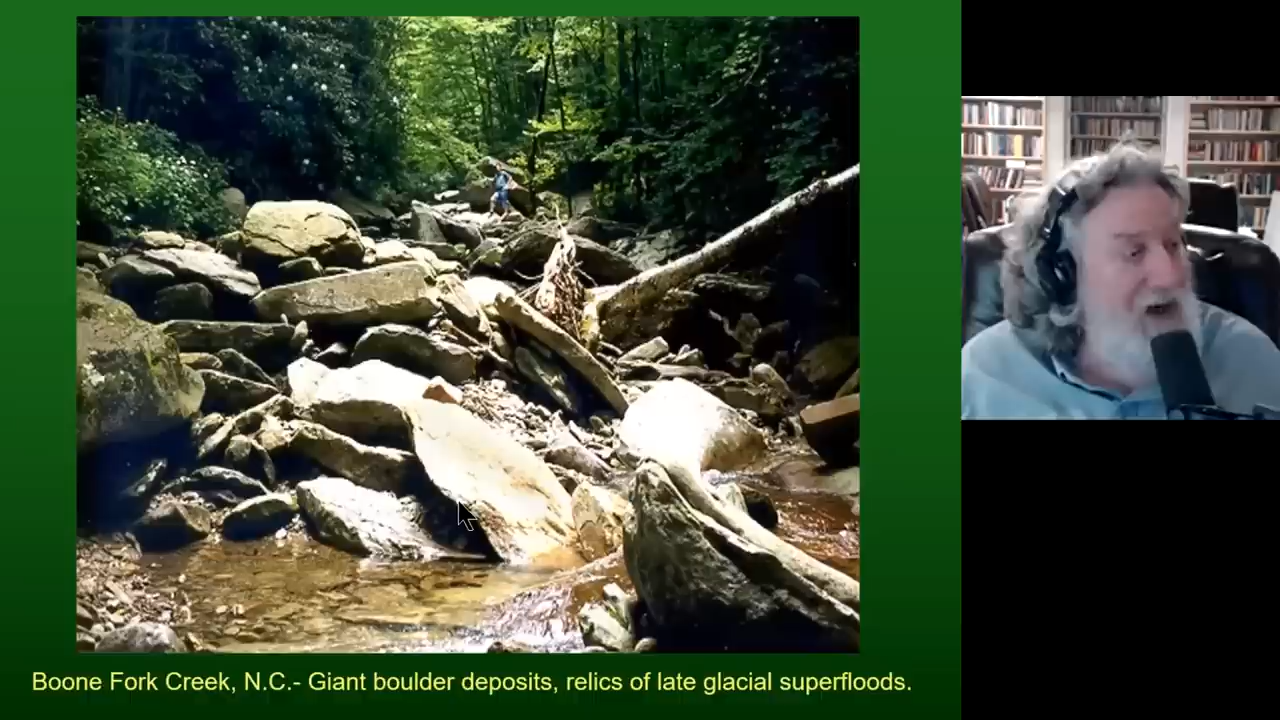 Boone Fork Creek, N.C.- Giant boulder deposits, relics of late glacial superfloods.